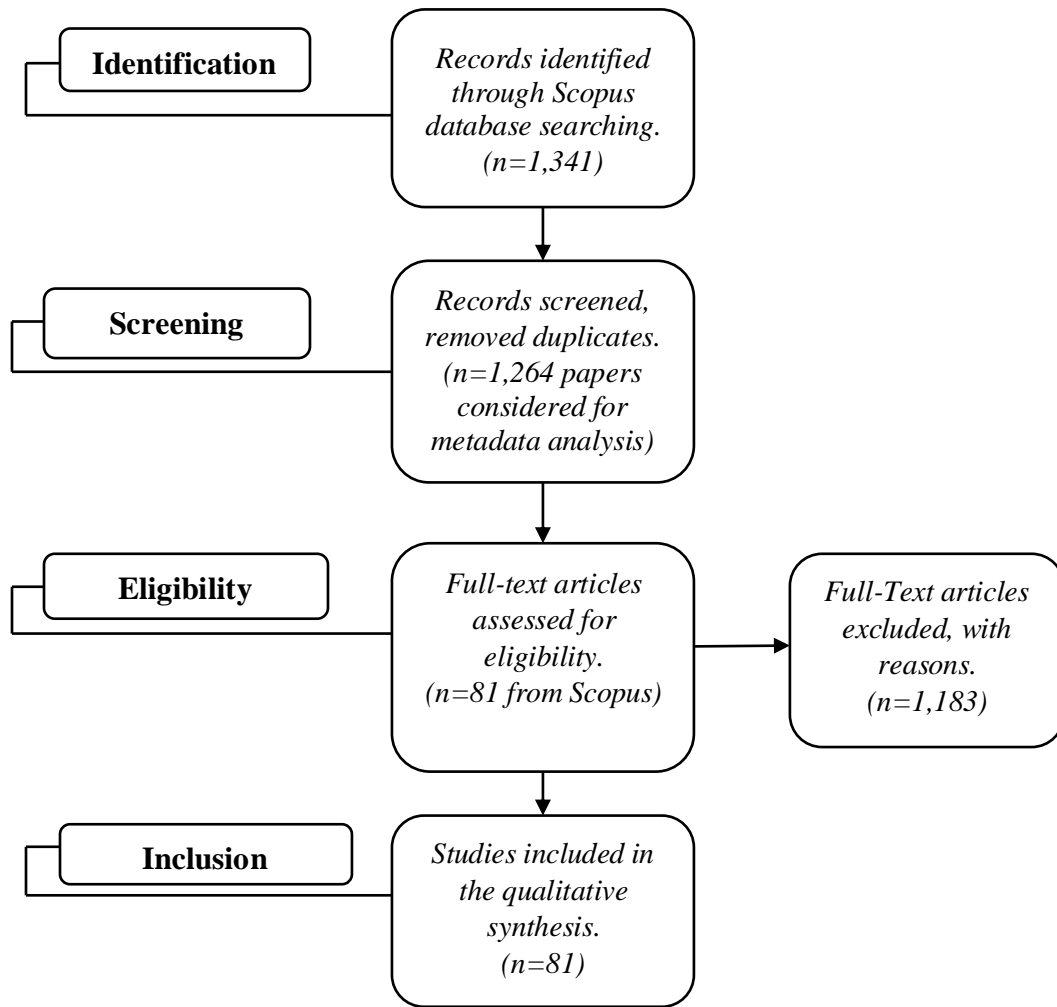 Identification
Records identified
through Scopus
database searching.
(n=1,341)
Screening
Records screened,
removed duplicates.
(n=1,264 papers
considered for
metadata analysis)
Eligibility
Full-text articles
assessed for
eligibility.
(n=81 from Scopus)
Full-Text articles
excluded, with
reasons.
(n=1,183)
Inclusion
Studies included in
the qualitative
synthesis.
(n=81)